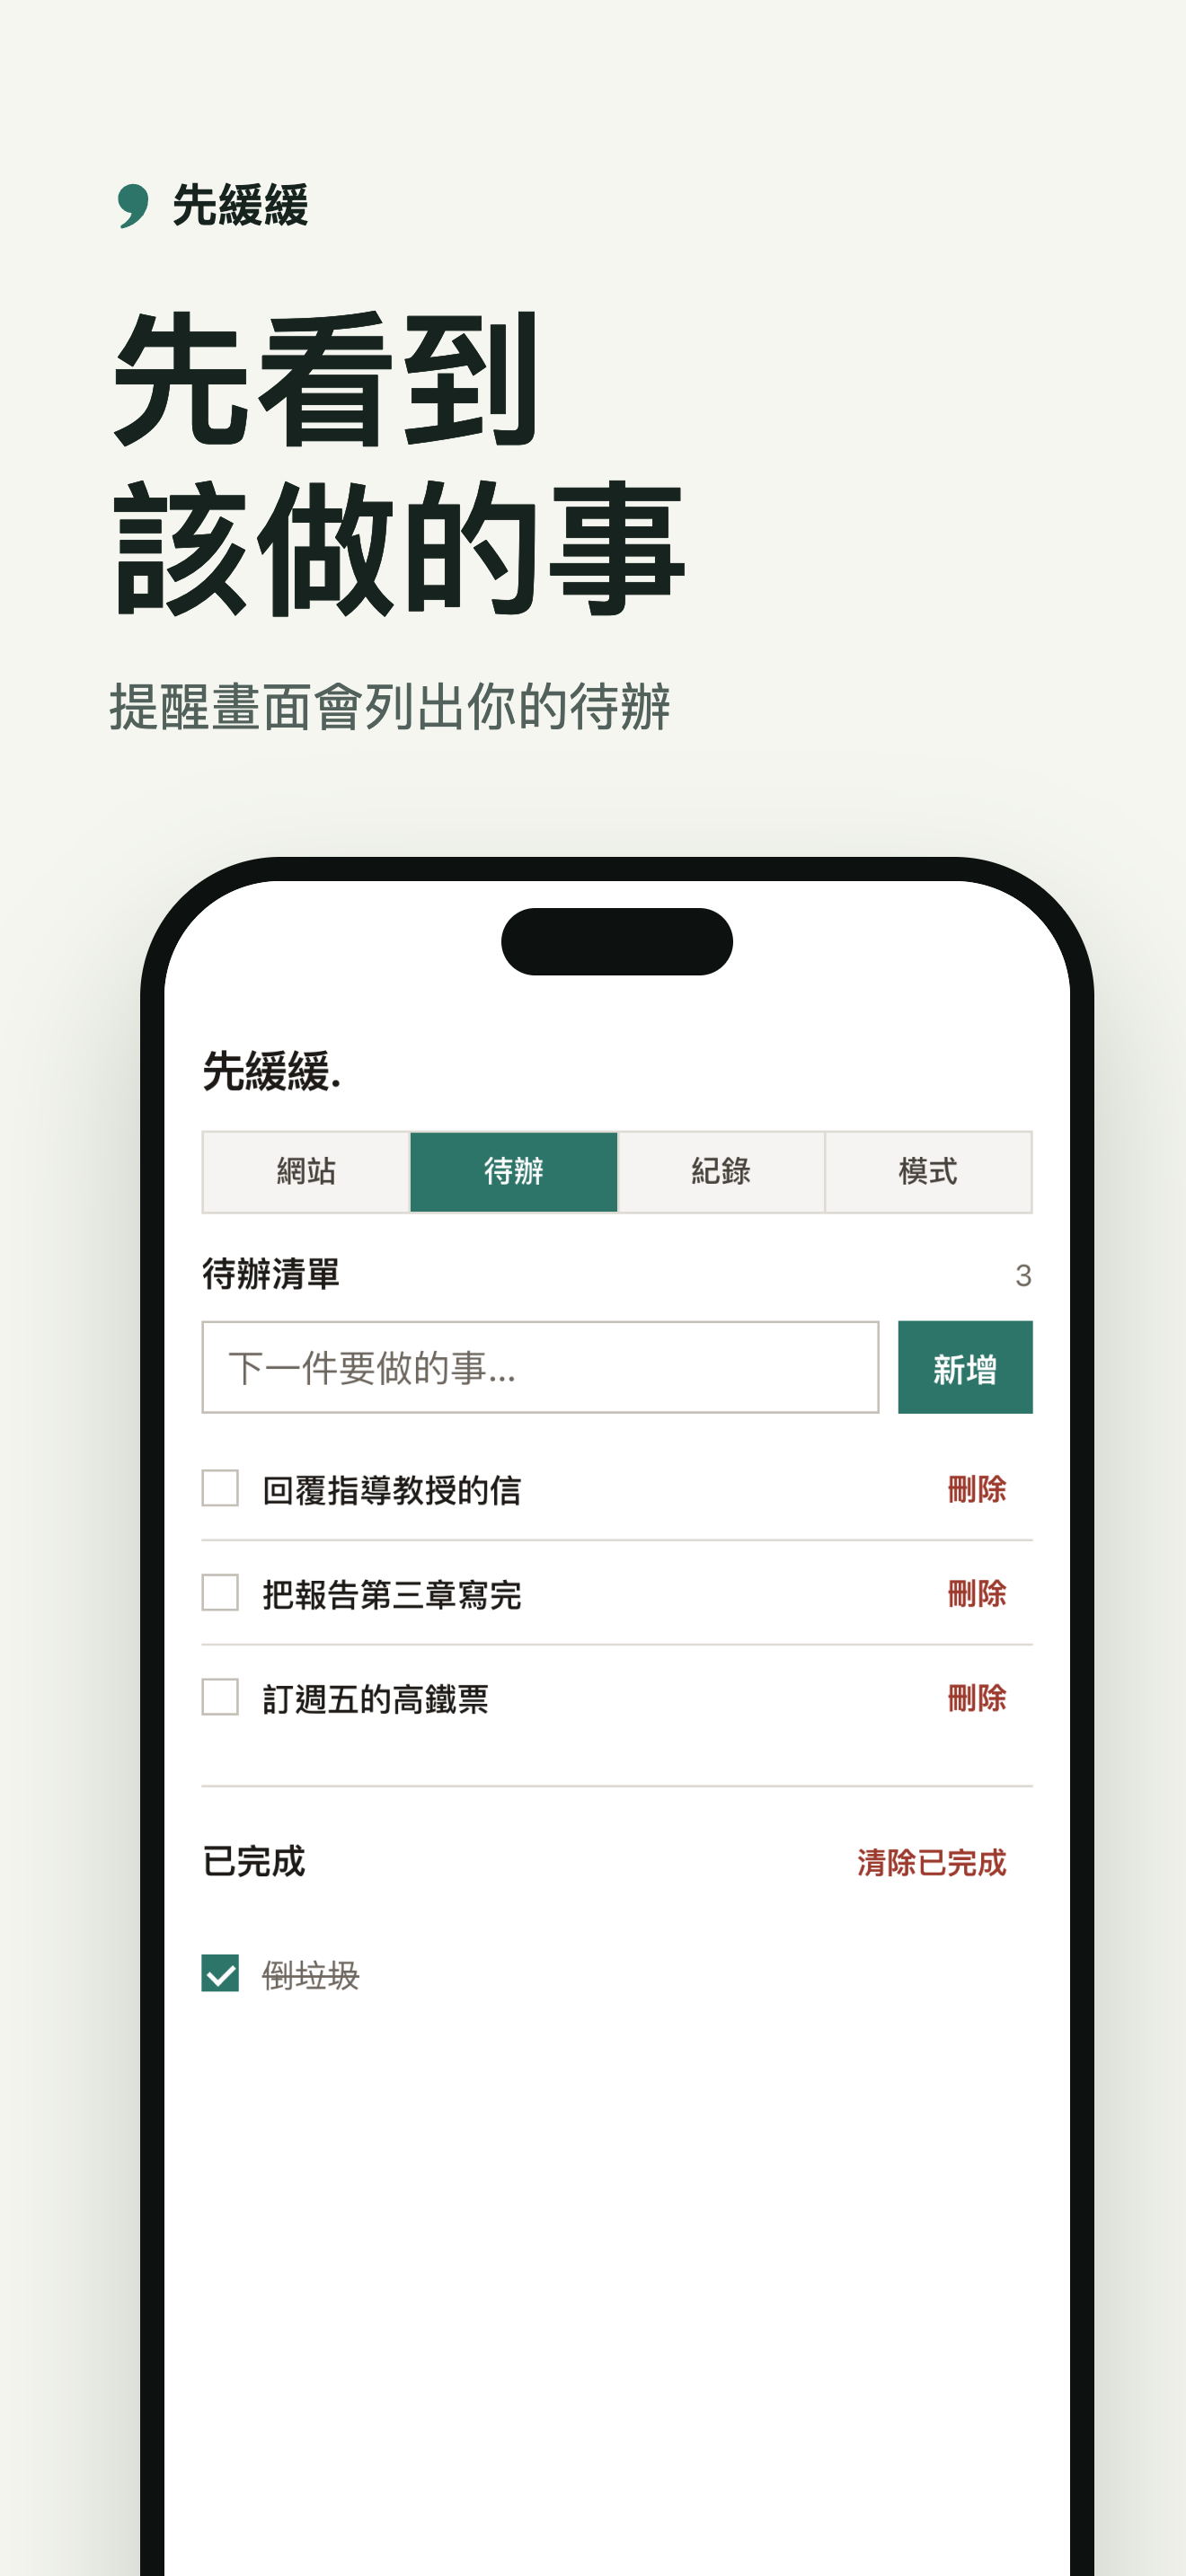 先緩緩
先看到
該做的事
提醒畫面會列出你的待辦
先緩緩.
網站 待辦 紀錄 模式
待辦清單 3
下一件要做的事... 新增
回覆指導教授的信 刪除
把報告第三章寫完 刪除
訂週五的高鐵票 刪除
已完成 清除已完成
倒垃圾